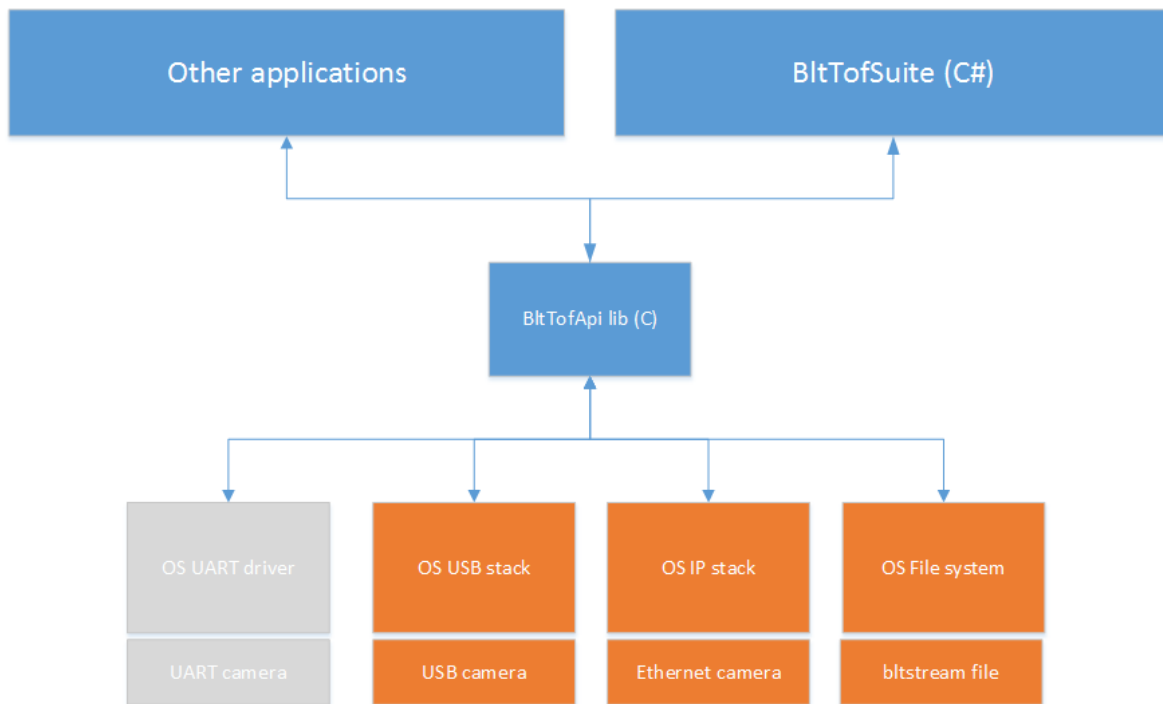 Other applications
BltTofSuite (C#)
BltTofApi lib (C)
OS UART driver
OS USB stack
OS IP stack
OS File system
UART camera
USB camera
Ethernet camera
bltstream file